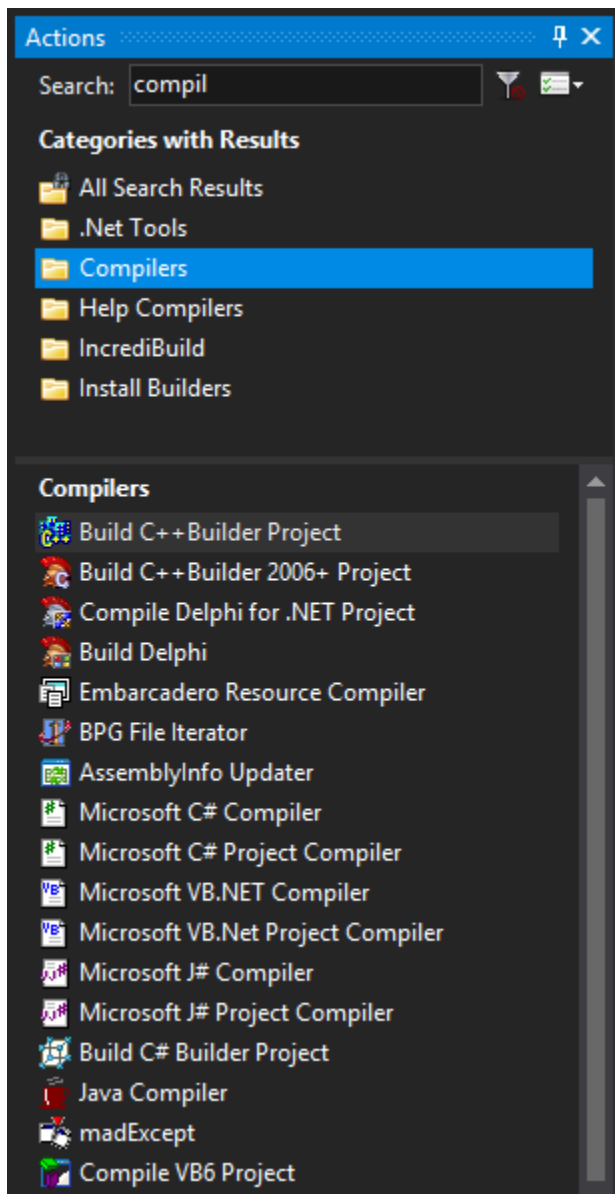 Actions
Search: compil
Categories with Results
All Search Results
.Net Tools
Compilers
Help Compilers
IncrediBuild
Install Builders
Compilers
Build C++Builder Project
Build C++Builder 2006+ Project
Compile Delphi for .NET Project
Build Delphi
Embarcadero Resource Compiler
BPG File Iterator
AssemblyInfo Updater
Microsoft C# Compiler
Microsoft C# Project Compiler
Microsoft VB.NET Compiler
Microsoft VB.Net Project Compiler
Microsoft J# Compiler
Microsoft J# Project Compiler
Build C# Builder Project
Java Compiler
madExcept
Compile VB6 Project